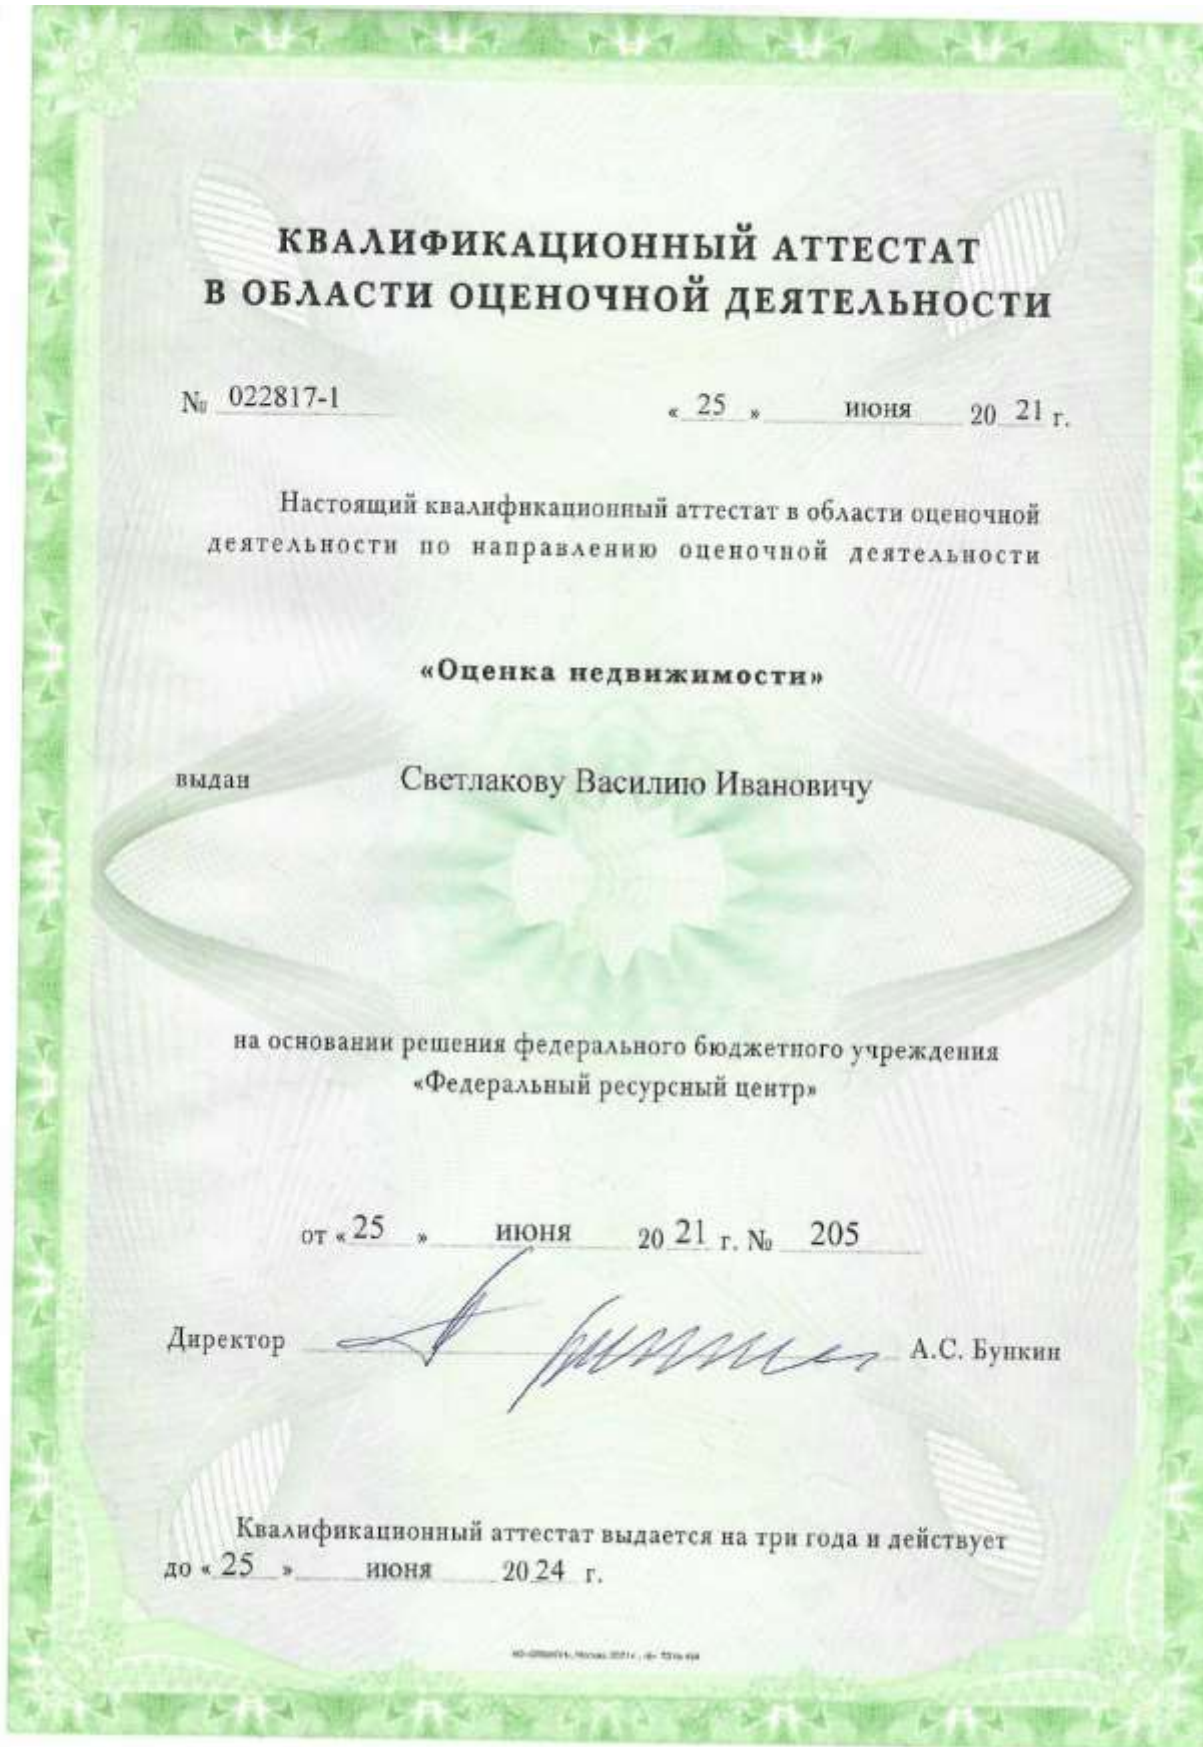 КВАЛИФИКАЦИОННЫЙ АТТЕСТАТ
В ОБЛАСТИ ОЦЕНОЧНОЙ ДЕЯТЕЛЬНОСТИ
№ 022817-1 « 25 » июня 20 21 г.
Настоящий квалификационный аттестат в области оценочной
деятельности по направлению оценочной деятельности
«Оценка недвижимости»
выдан Светлакову Василию Ивановичу
на основании решения федерального бюджетного учреждения
«Федеральный ресурсный центр»
от « 25 » июня 20 21 г. № 205
Директор А.С. Бункин
Квалификационный аттестат выдается на три года и действует
до « 25 » июня 20 24 г.